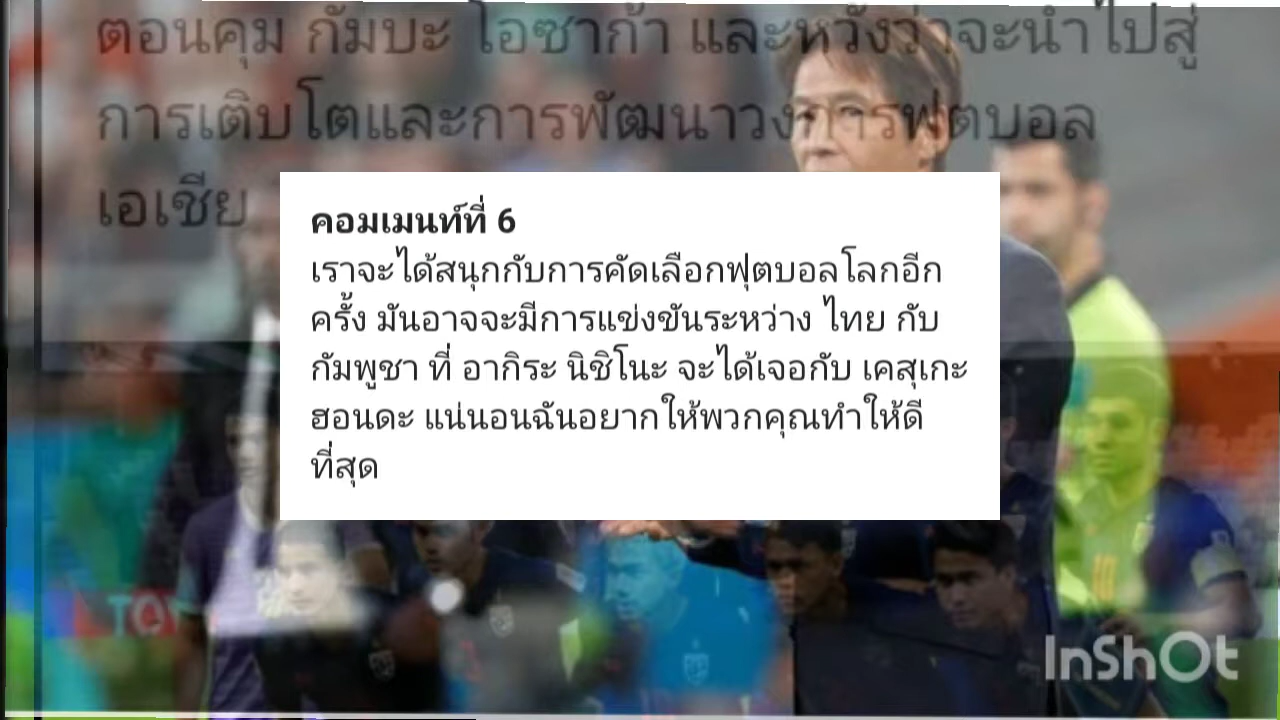 ตอนคุม กัมบะ โอซาก้า และหวังว่าจะนำไปสู่
การเติบโตและการพัฒนาวงการฟุตบอล
เอเชีย
คอมเมนท์ที่ 6
เราจะได้สนุกกับการคัดเลือกฟุตบอลโลกอีก
ครั้ง มันอาจจะมีการแข่งขันระหว่าง ไทย กับ
กัมพูชา ที่ อากิระ นิชิโนะ จะได้เจอกับ เคสุเกะ
ฮอนดะ แน่นอนฉันอยากให้พวกคุณทำให้ดี
ที่สุด
InShOt